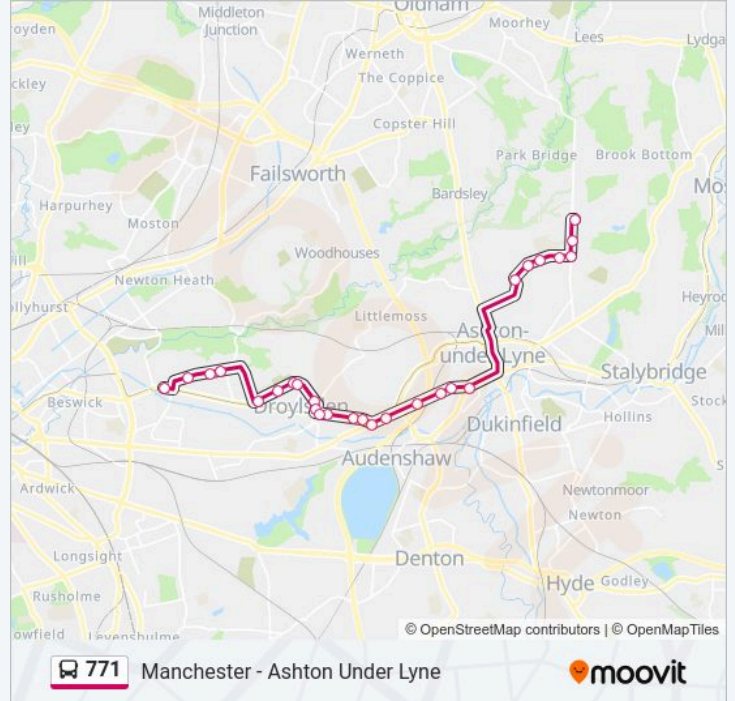 Oldham
Middleton
Junction
Moorhey
Lees
royden
Lydga
Werneth
The Coppice
ckley
ley
Copster Hill
Park Bridge
Brook Bottom
Failsworth
Mos
Bardsley
Harpurhey
Moston
ill
Woodhouses
Newton Heath
Heyrod
ollyhurst
Littlemoss
Ashton-
under-Lyne
Mil
Stalybridge
Beswick
Droylsden
Stock
Hollins
Dukinfield
Audenshaw
S
Ardwick
Newtonmoor
Newton
Longsight
Denton
Hyde
Godley
Rusholme
owfield
Levenshulme
© OpenStreetMap contributors | © OpenMapTiles
771
Manchester - Ashton Under Lyne
moovit